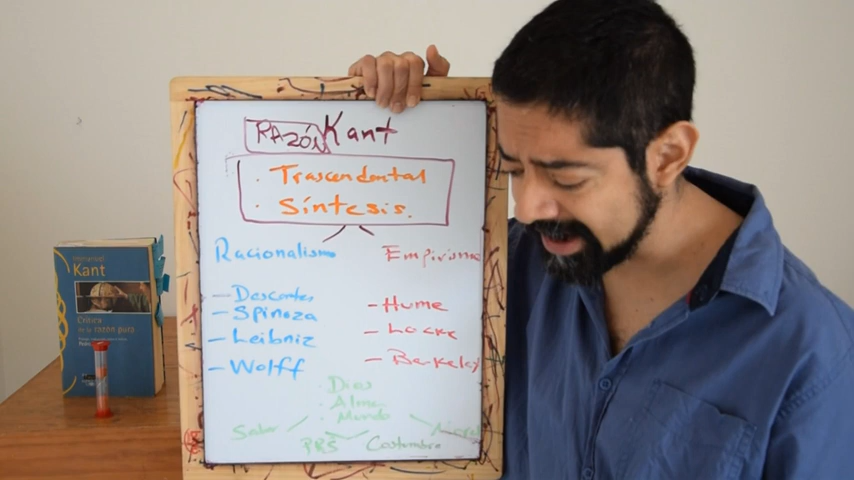 RAZÓN Kant
· Trascendental
· Síntesis.
Racionalismo
Empirismo
- Descartes
- Spinoza
- Leibniz
- Wolff
- Hume
- Locke
- Berkeley
· Dios
· Alma
· Mundo
Saber
PRS
Costumbre
Kant
Crítica
de la razón pura